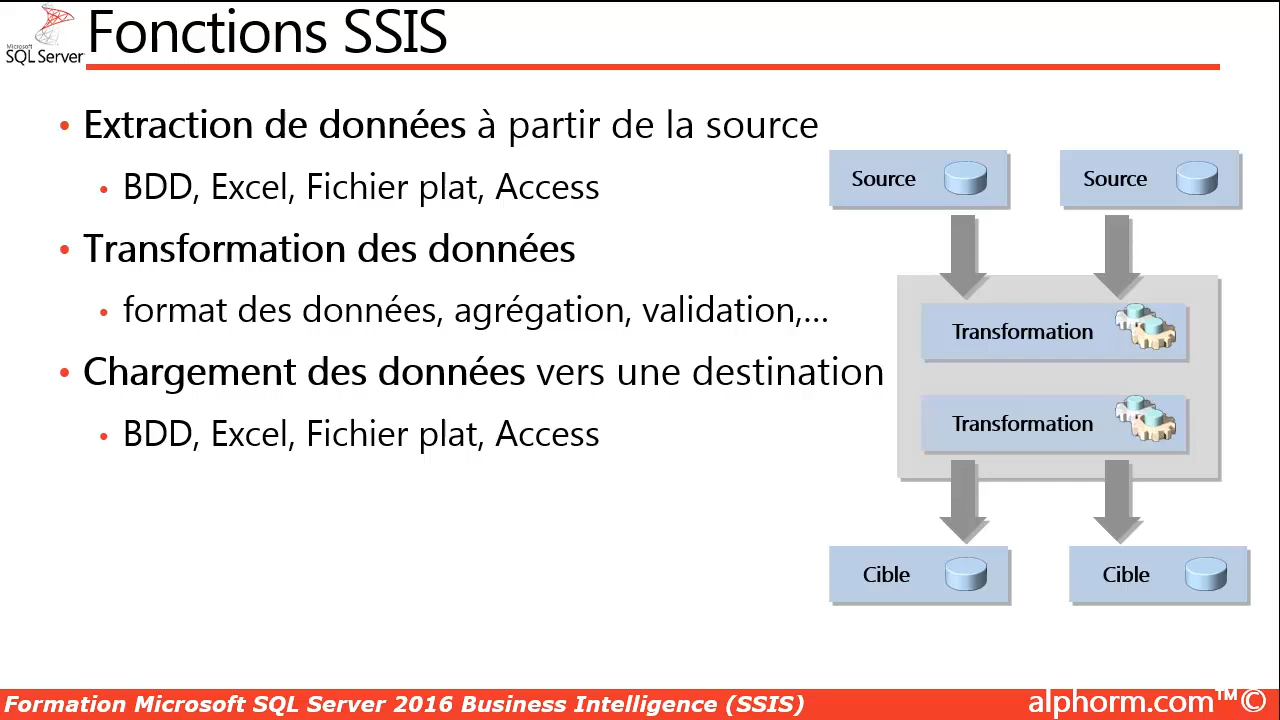 Microsoft
SQL Server
Fonctions SSIS
• Extraction de données à partir de la source
• BDD, Excel, Fichier plat, Access
• Transformation des données
• format des données, agrégation, validation,...
• Chargement des données vers une destination
• BDD, Excel, Fichier plat, Access
Source
Source
Transformation
Transformation
Cible
Cible
Formation Microsoft SQL Server 2016 Business Intelligence (SSIS)
alphorm.com™©